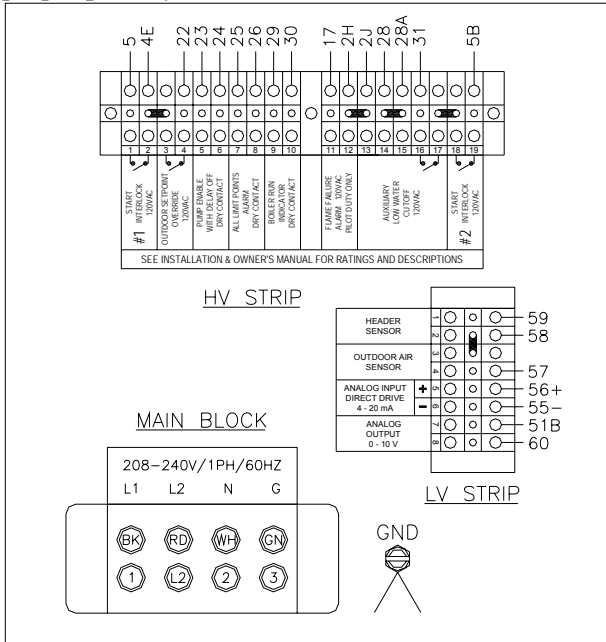 5 4E 22 23 24 25 26 29 30 17 2H 2J 28 28A 31 5B
1 2 3 4 5 6 7 8 9 10 11 12 13 14 15 16 17 18 19
#1 START
INTERLOCK
120VAC
OUTDOOR SETPOINT
OVERRIDE
120VAC
PUMP ENABLE
WITH DELAY OFF
DRY CONTACT
ALL LIMIT POINTS
ALARM
DRY CONTACT
BOILER RUN
INDICATOR
DRY CONTACT
FLAME FAILURE
ALARM 120VAC
PILOT DUTY ONLY
AUXILIARY
LOW WATER
CUTOFF
120VAC
#2 START
INTERLOCK
120VAC
SEE INSTALLATION & OWNER'S MANUAL FOR RATINGS AND DESCRIPTIONS
HV STRIP
HEADER
SENSOR
1 59
2 58
OUTDOOR AIR
SENSOR
3
4 57
ANALOG INPUT
DIRECT DRIVE
4 - 20 mA
+ 5 56+
- 6 55-
ANALOG
OUTPUT
0 - 10 V
7 51B
8 60
LV STRIP
MAIN BLOCK
208-240V/1PH/60HZ
L1 L2 N G
BK RD WH GN
1 L2 2 3
GND